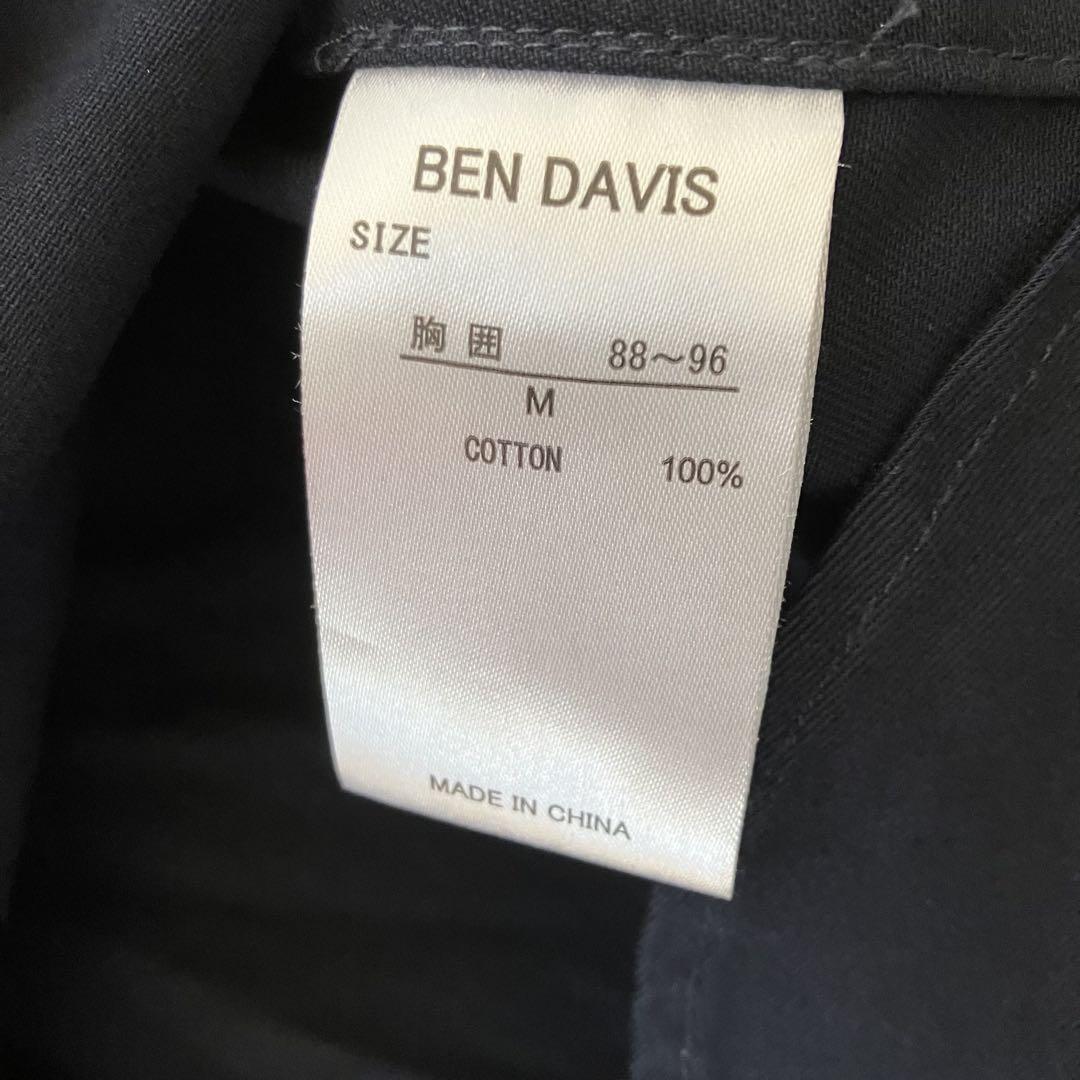 BEN DAVIS
SIZE
胸囲 88～96
M
COTTON 100%
MADE IN CHINA